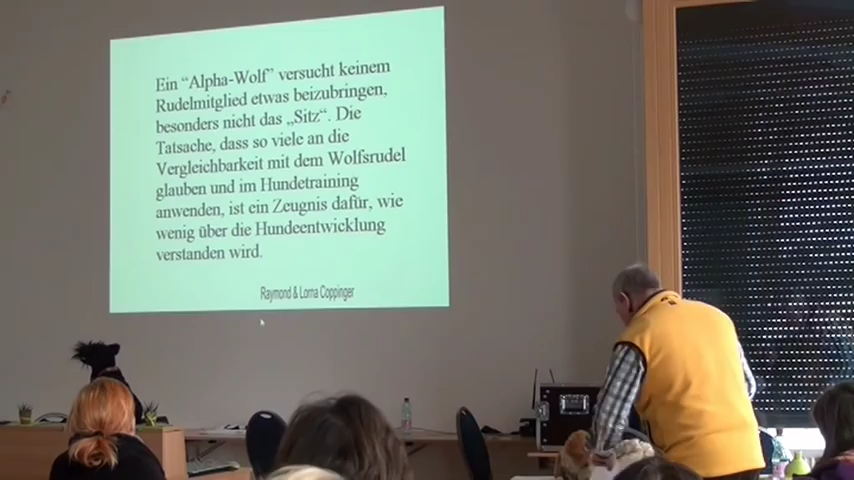 Ein “Alpha-Wolf” versucht keinem
Rudelmitglied etwas beizubringen,
besonders nicht das „Sitz“. Die
Tatsache, dass so viele an die
Vergleichbarkeit mit dem Wolfsrudel
glauben und im Hundetraining
anwenden, ist ein Zeugnis dafür, wie
wenig über die Hundeentwicklung
verstanden wird.
Raymond & Lorna Coppinger